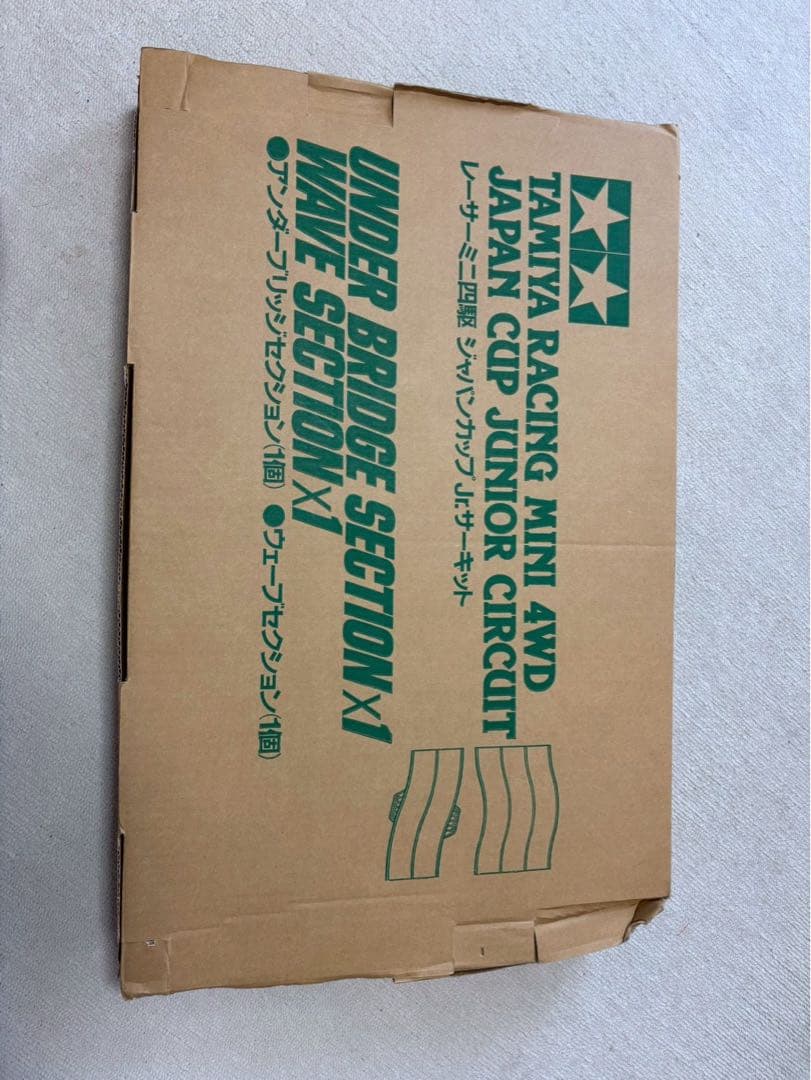 TAMIYA RACING MINI 4WD
JAPAN CUP JUNIOR CIRCUIT
レーサーミニ四駆 ジャパンカップ Jr.サーキット
UNDER BRIDGE SECTION×1
WAVE SECTION×1
●アンダーブリッジセクション(1個) ●ウェーブセクション(1個)